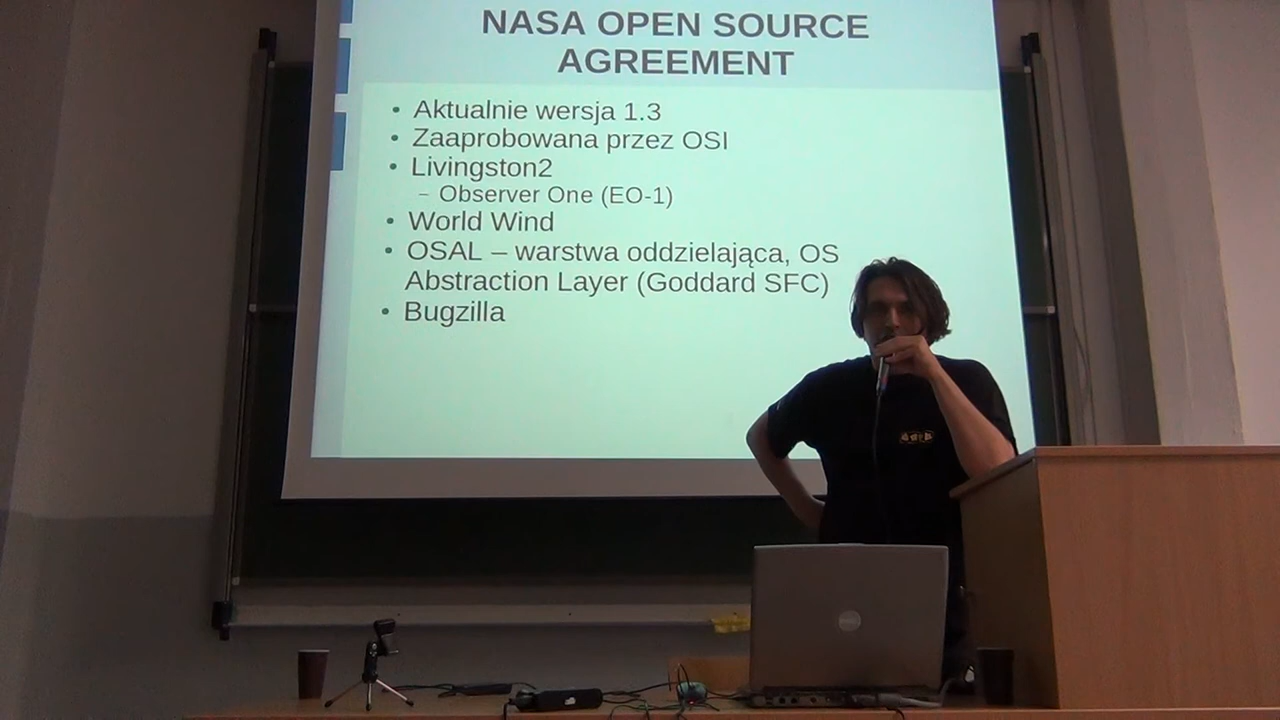 NASA OPEN SOURCE
AGREEMENT
• Aktualnie wersja 1.3
• Zaaprobowana przez OSI
• Livingston2
– Observer One (EO-1)
• World Wind
• OSAL – warstwa oddzielająca, OS
Abstraction Layer (Goddard SFC)
• Bugzilla